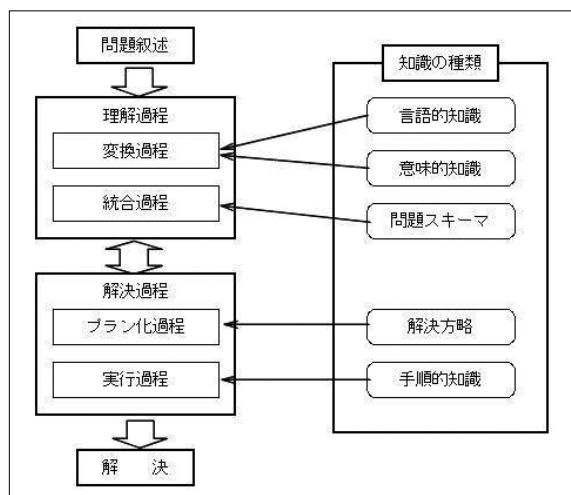 問題叙述
理解過程
変換過程
統合過程
解決過程
プラン化過程
実行過程
解 決
知識の種類
言語的知識
意味的知識
問題スキーマ
解決方略
手順的知識